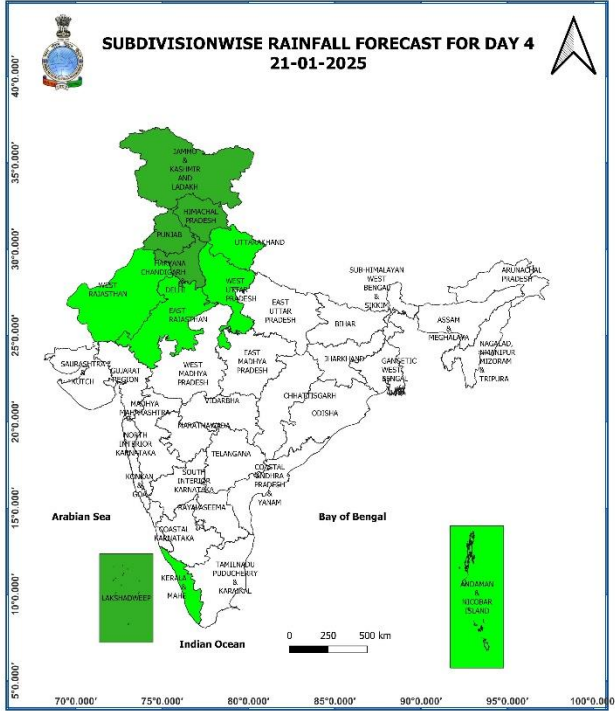 SUBDIVISIONWISE RAINFALL FORECAST FOR DAY 4
21-01-2025
40°0.000'
35°0.000'
30°0.000'
25°0.000'
20°0.000'
15°0.000'
10°0.000'
5°0.000'
JAMMU
&
KASHMIR
AND
LADAKH
HIMACHAL
PRADESH
PUNJAB
UTTARAKHAND
HARYANA
CHANDIGARH
&
DELHI
WEST
RAJASTHAN
EAST
RAJASTHAN
WEST
UTTAR
PRADESH
EAST
UTTAR
PRADESH
SUB-HIMALAYAN
WEST
BENGAL
&
SIKKIM
ARUNACHAL
PRADESH
ASSAM
&
MEGHALAYA
NAGALAD,
MANIPUR
MIZORAM
&
TRIPURA
BIHAR
JHARKHAND
GANGETIC
WEST
BENGAL
SAURASHTRA
&
KUTCH
GUJARAT
REGION
WEST
MADHYA
PRADESH
EAST
MADHYA
PRADESH
CHHATTISGARH
ODISHA
MADHYA
MAHARASHTRA
VIDARBHA
MARATHAWADA
NORTH
INTERIOR
KARNATAKA
TELANGANA
KONKAN
&
GOA
SOUTH
INTERIOR
KARNATAKA
COASTAL
ANDHRA
PRADESH
&
YANAM
RAYALASEEMA
COASTAL
KARNATAKA
TAMILNADU
PUDUCHERRY
&
KARAIKAL
KERALA
&
MAHE
LAKSHADWEEP
ANDAMAN
&
NICOBAR
ISLAND
Arabian Sea
Bay of Bengal
Indian Ocean
0 250 500 km
70°0.000' 75°0.000' 80°0.000' 85°0.000' 90°0.000' 95°0.000' 100°0.000'